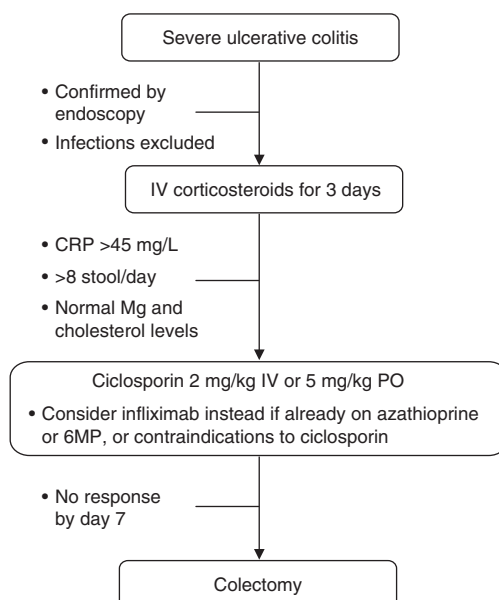 Severe ulcerative colitis
• Confirmed by
endoscopy
• Infections excluded
IV corticosteroids for 3 days
• CRP >45 mg/L
• >8 stool/day
• Normal Mg and
cholesterol levels
Ciclosporin 2 mg/kg IV or 5 mg/kg PO
• Consider infliximab instead if already on azathioprine
or 6MP, or contraindications to ciclosporin
• No response
by day 7
Colectomy